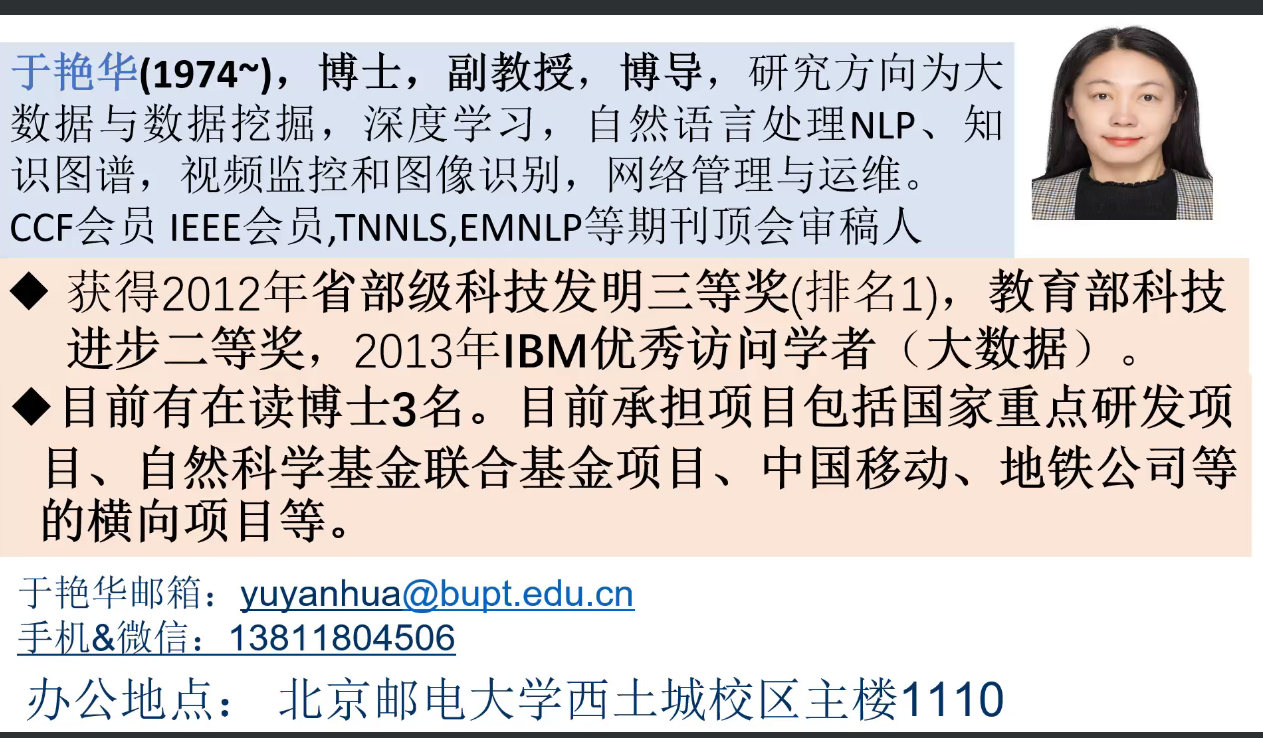 于艳华(1974~)，博士，副教授，博导，研究方向为大
数据与数据挖掘，深度学习，自然语言处理NLP、知
识图谱，视频监控和图像识别，网络管理与运维。
CCF会员 IEEE会员,TNNLS,EMNLP等期刊顶会审稿人
◆ 获得2012年省部级科技发明三等奖(排名1)，教育部科技
进步二等奖，2013年IBM优秀访问学者（大数据）。
◆目前有在读博士3名。目前承担项目包括国家重点研发项
目、自然科学基金联合基金项目、中国移动、地铁公司等
的横向项目等。
于艳华邮箱：yuyanhua@bupt.edu.cn
手机&微信：13811804506
办公地点： 北京邮电大学西土城校区主楼1110